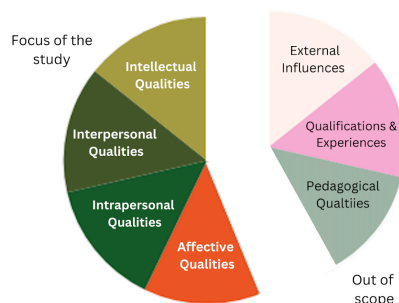 Focus of the
study
Intellectual
Qualities
Interpersonal
Qualities
Intrapersonal
Qualities
Affective
Qualities
External
Influences
Qualifications &
Experiences
Pedagogical
Qualtiies
Out of
scope